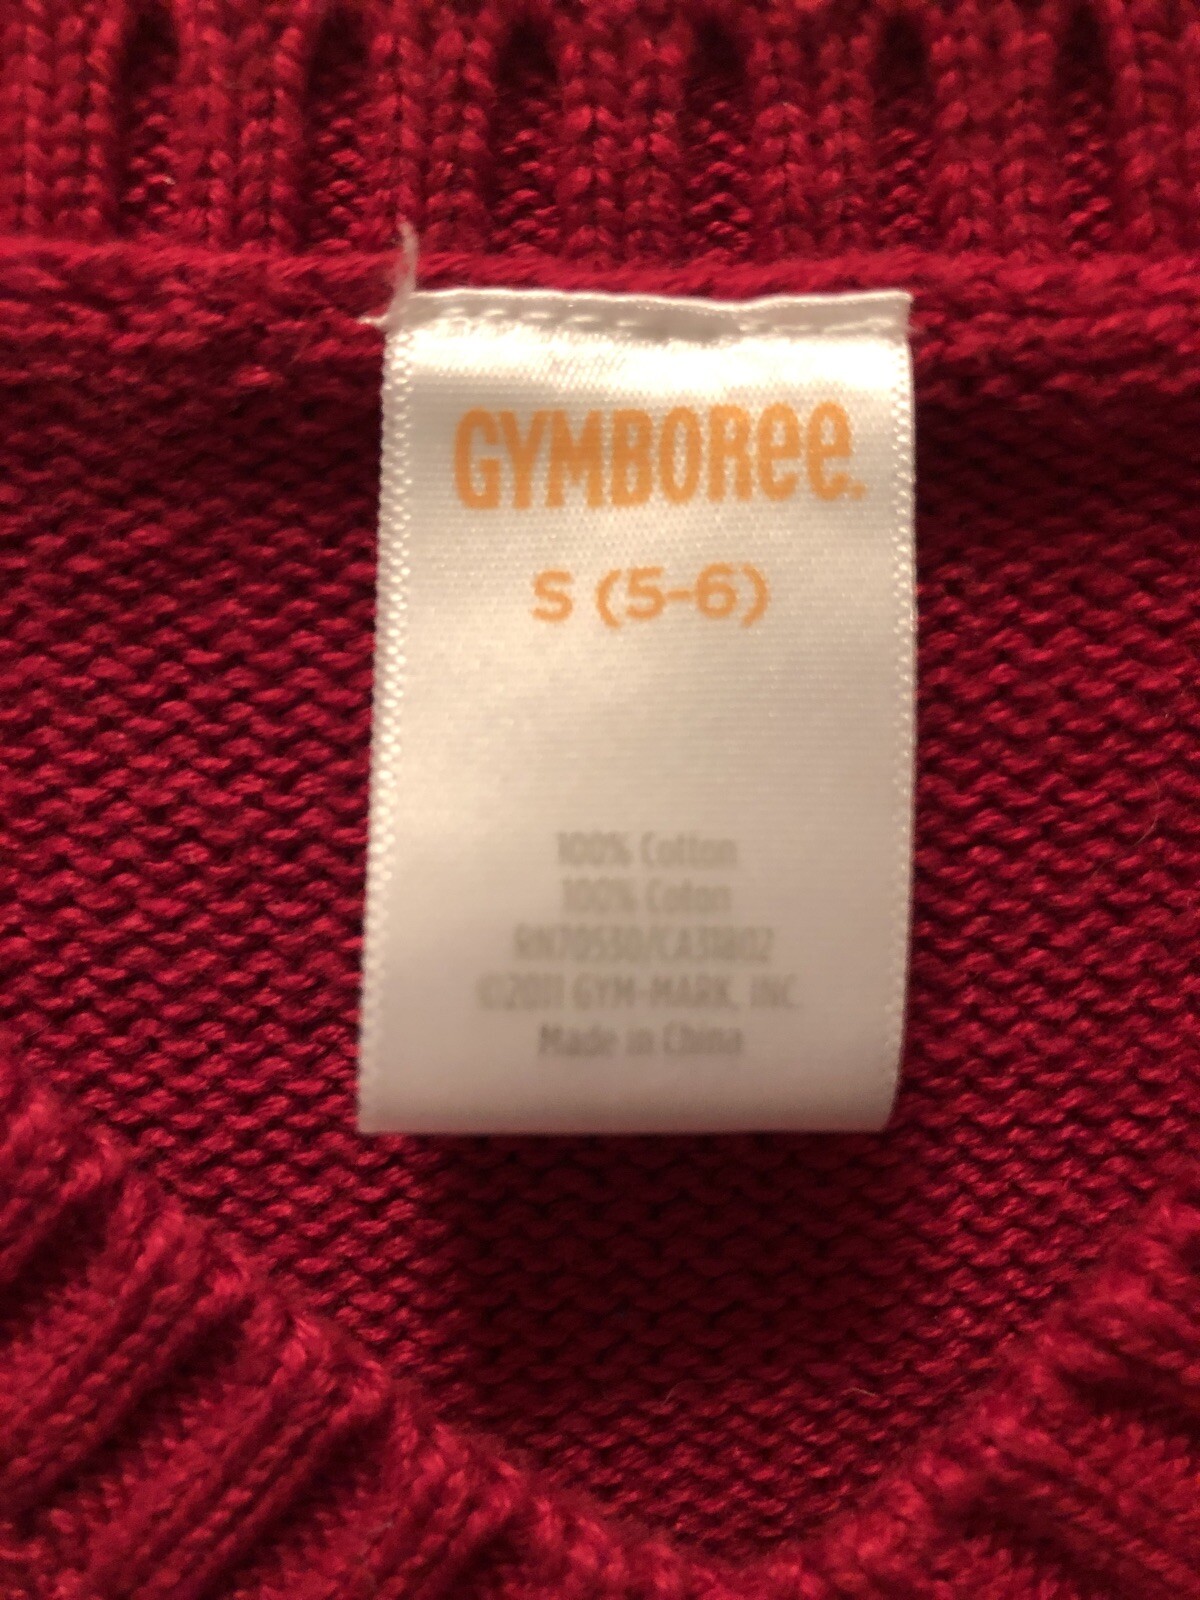 GYMBOREE.
S (5-6)
100% Cotton
100% Coton
RN70530/CA31802
©2011 GYM-MARK, INC.
Made in China